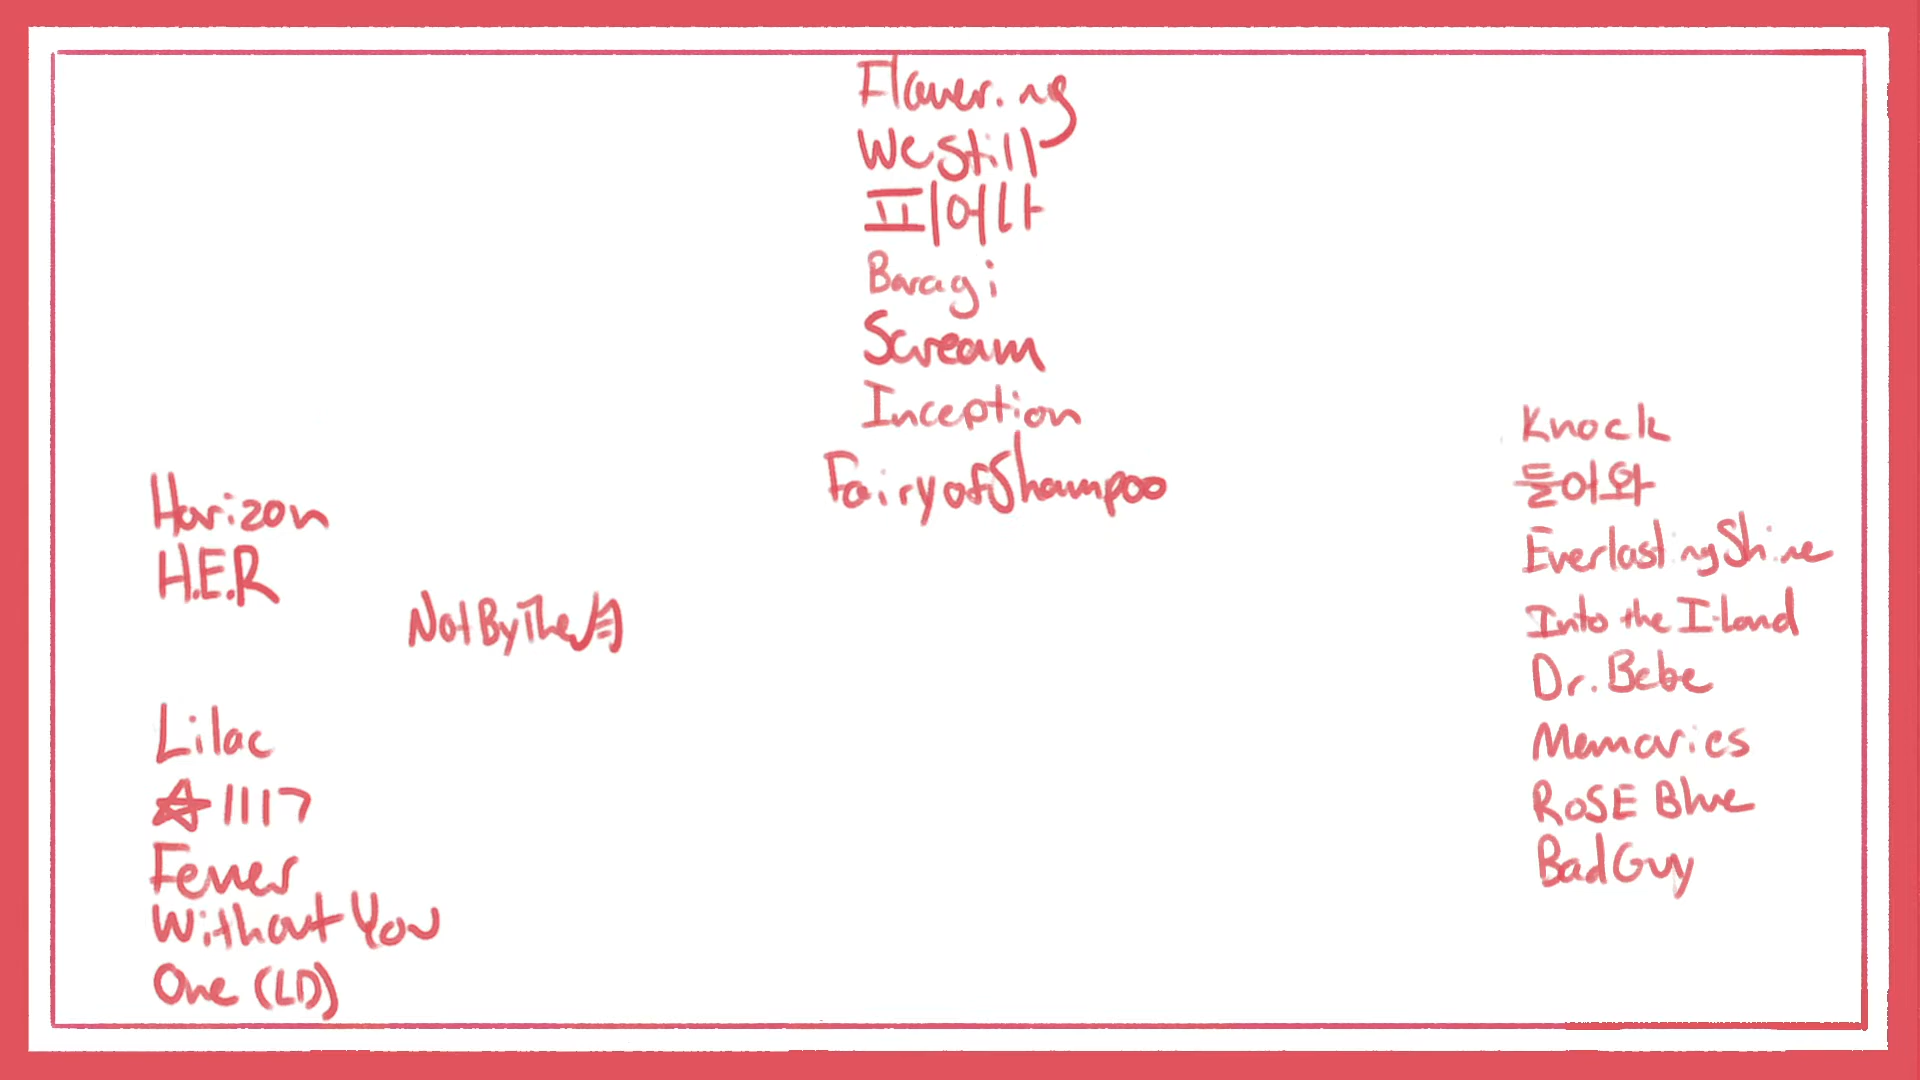 Flowering
We Still
피어나
Baragi
Scream
Inception
Fairy of Shampoo
Horizon
H.E.R
Not By The 月
Lilac
☆1117
Fever
Without You
One (LD)
Knock
들어와
Everlasting Shine
Into the I-Land
Dr. Bebe
Memories
RoSE Blue
Bad Guy